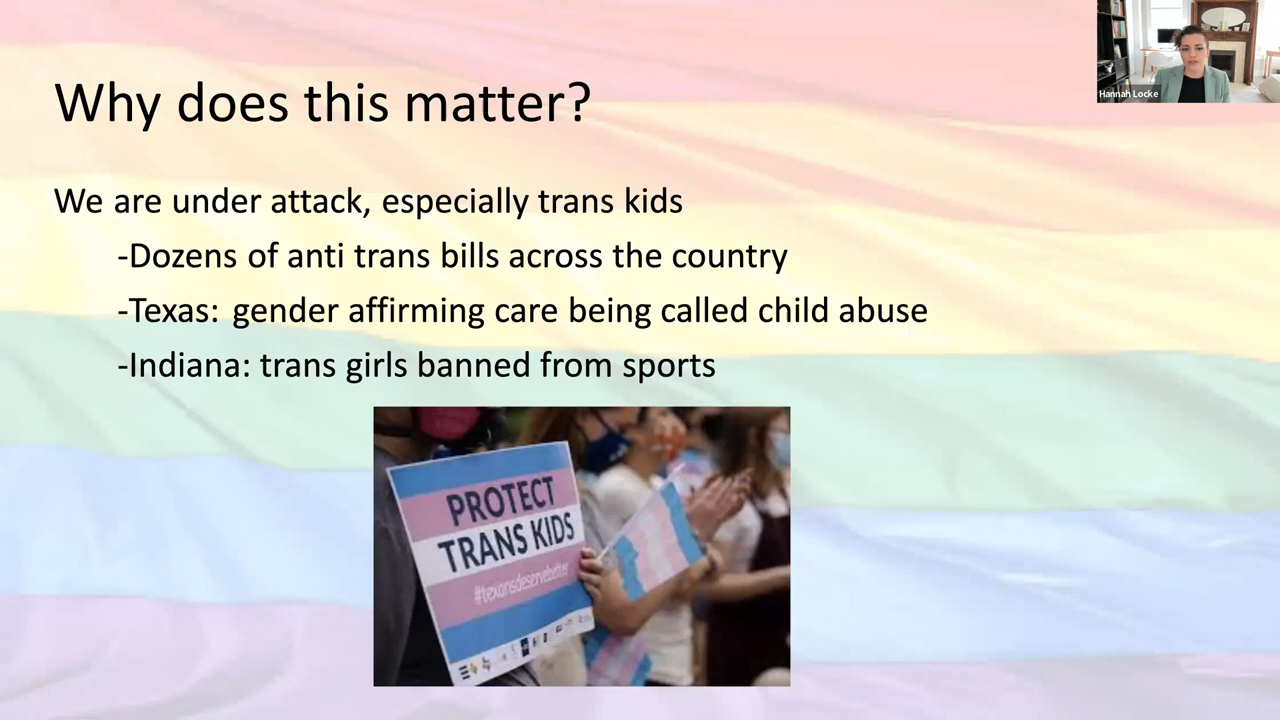 Why does this matter?
Hannah Locke
We are under attack, especially trans kids
-Dozens of anti trans bills across the country
-Texas: gender affirming care being called child abuse
-Indiana: trans girls banned from sports
PROTECT
TRANS KIDS
#texansdeservebetter